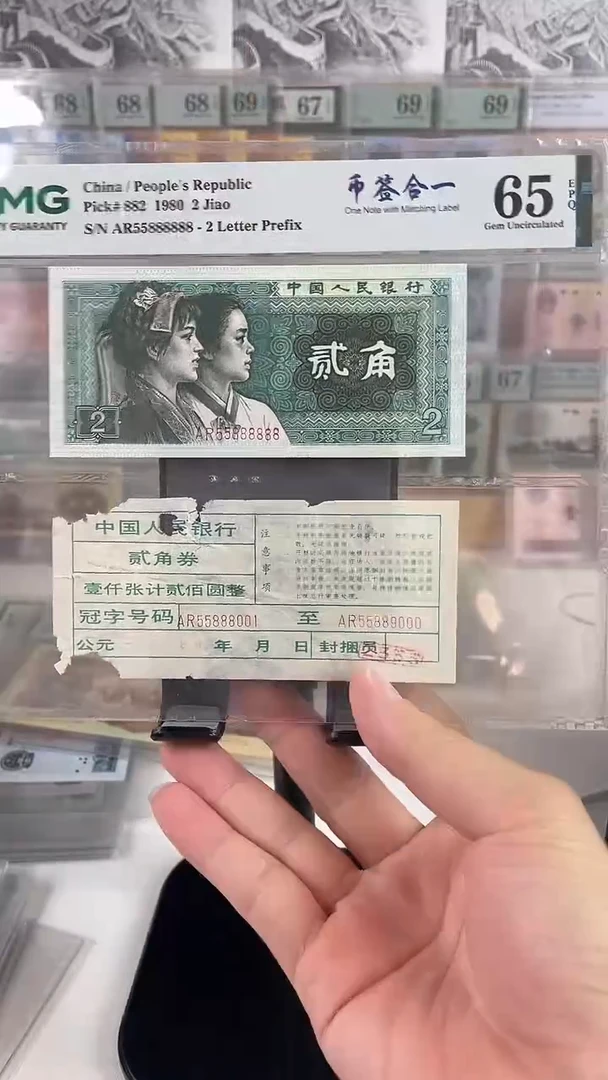 68 68 68 69 67 69 69
MG
Y GUARANTY
China / People's Republic
Pick# 882 1980 2 Jiao
S/N AR55888888 - 2 Letter Prefix
币签合一
One Note with Matching Label
65
Gem Uncirculated
E
P
Q
中国人民银行
贰角
2
AR55888888
2
67
中国人民银行
贰角券
壹仟张计贰佰圆整
注意事项
冠字号码 AR55888001 至 AR55889000
公元 年 月 日 封捆员